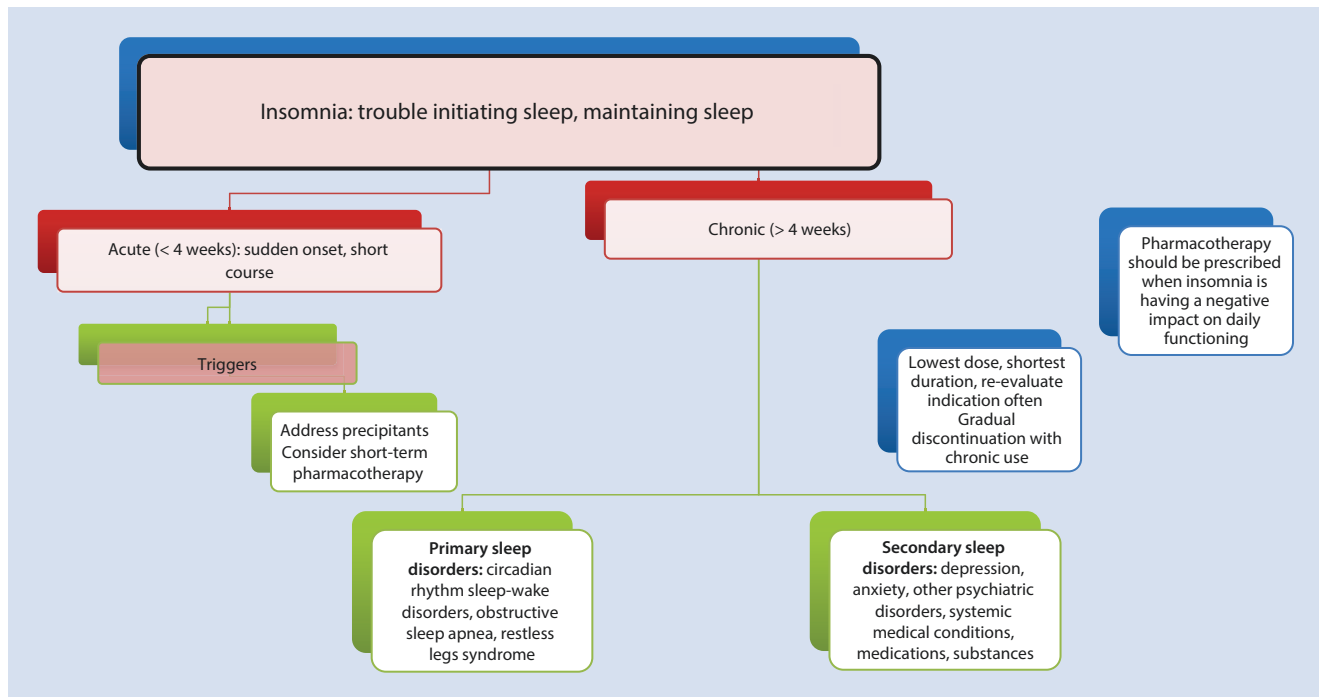 Insomnia: trouble initiating sleep, maintaining sleep
Acute (< 4 weeks): sudden onset, short
course
Chronic (> 4 weeks)
Pharmacotherapy
should be prescribed
when insomnia is
having a negative
impact on daily
functioning
Triggers
Lowest dose, shortest
duration, re-evaluate
indication often
Gradual
discontinuation with
chronic use
Address precipitants
Consider short-term
pharmacotherapy
Primary sleep
disorders: circadian
rhythm sleep-wake
disorders, obstructive
sleep apnea, restless
legs syndrome
Secondary sleep
disorders: depression,
anxiety, other psychiatric
disorders, systemic
medical conditions,
medications, substances